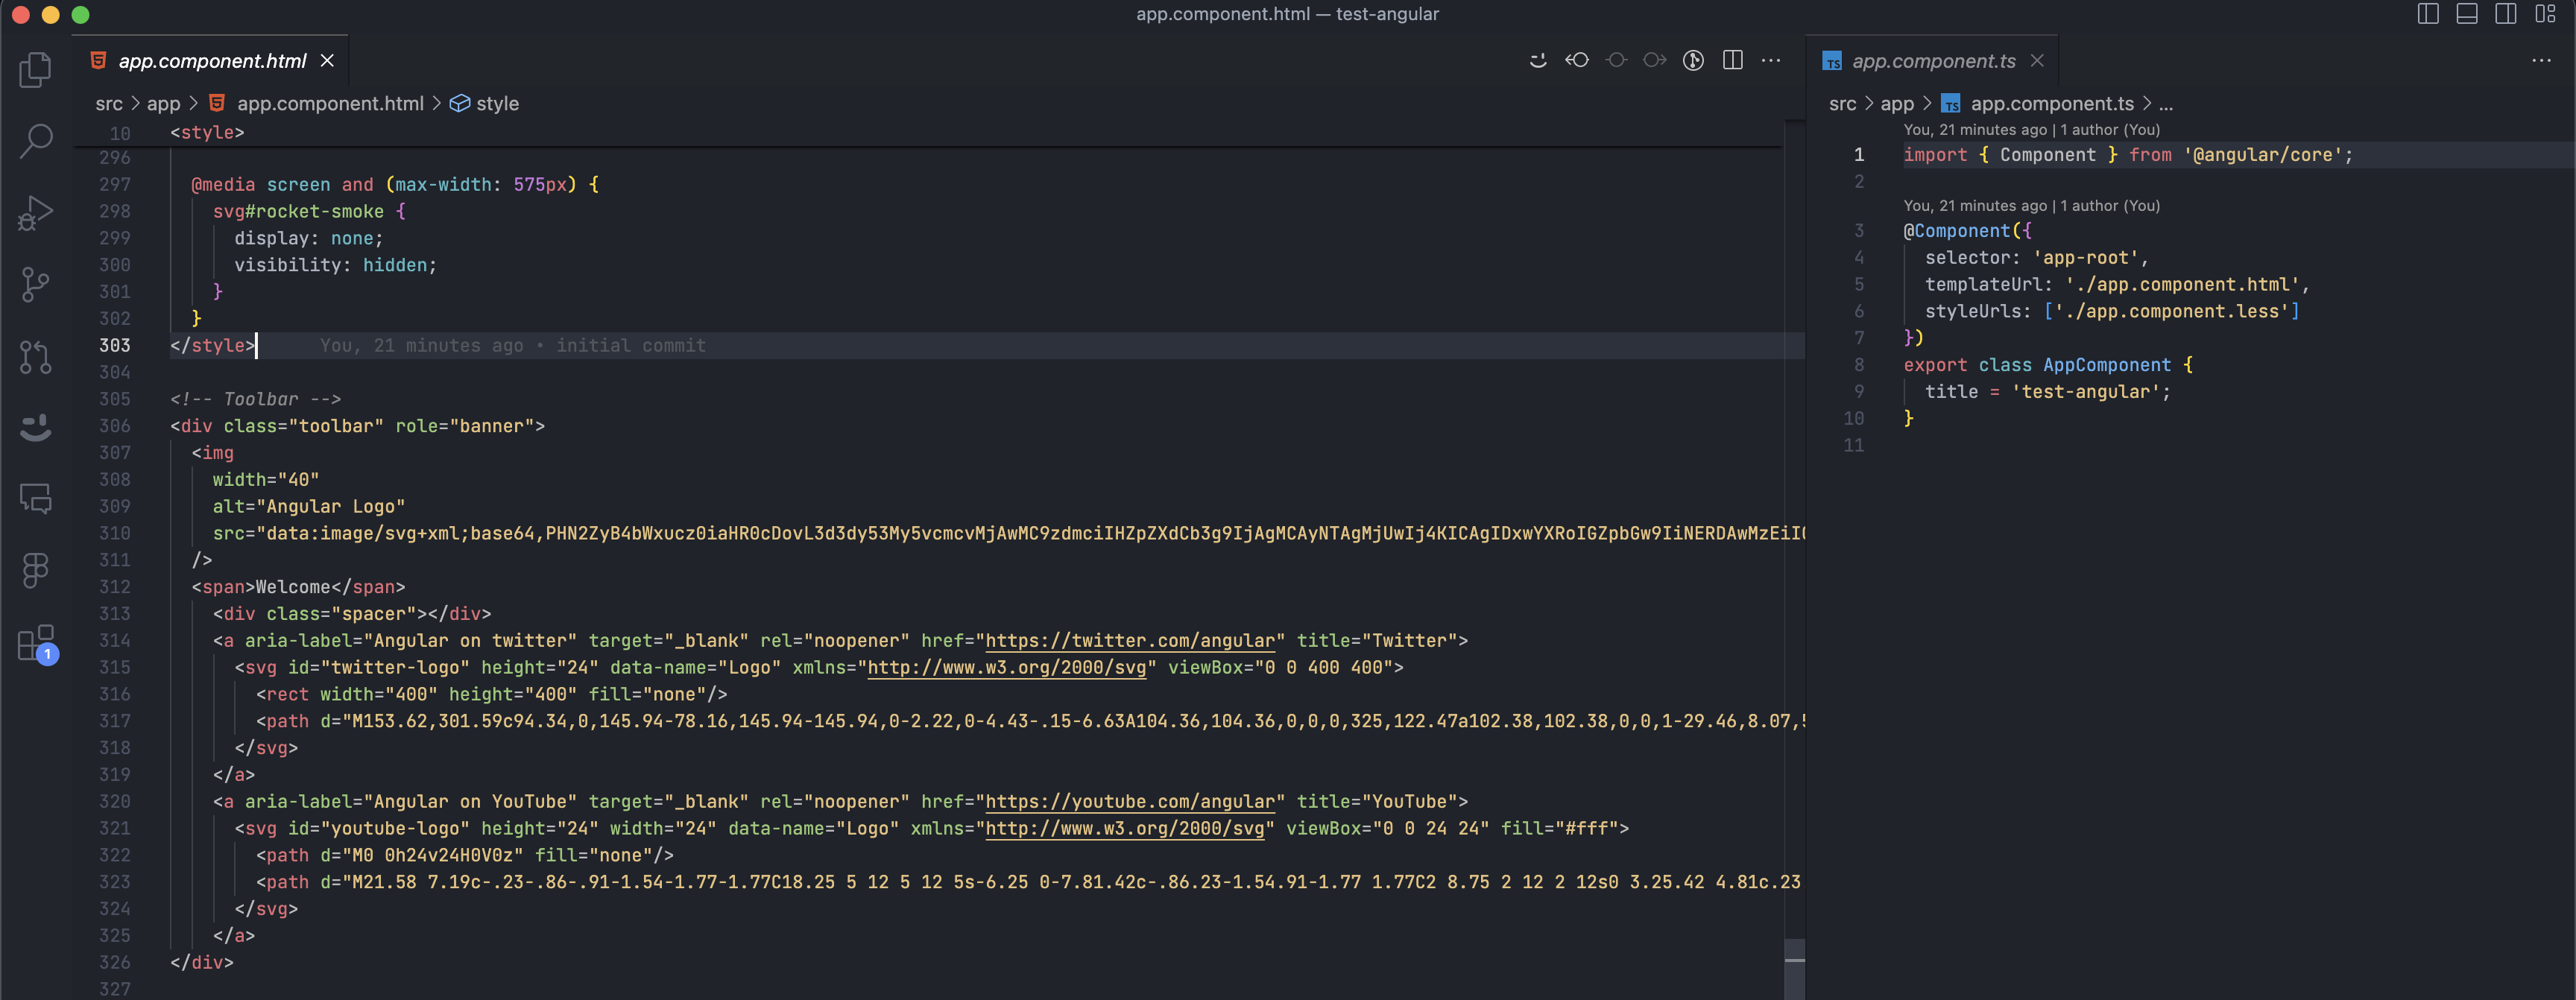 app.component.html — test-angular
app.component.html
src > app > app.component.html > style
10 <style>
296
297 @media screen and (max-width: 575px) {
298 svg#rocket-smoke {
299 display: none;
300 visibility: hidden;
301 }
302 }
303 </style> You, 21 minutes ago • initial commit
304
305 <!-- Toolbar -->
306 <div class="toolbar" role="banner">
307 <img
308 width="40"
309 alt="Angular Logo"
310 src="data:image/svg+xml;base64,PHN2ZyB4bWxucz0iaHR0cDovL3d3dy53My5vcmcvMjAwMC9zdmciIHZpZXdCb3g9IjAgMCAyNTAgMjUwIj4KICAgIDxwYXRoIGZpbGw9IiNERDAwMzEiI
311 />
312 <span>Welcome</span>
313 <div class="spacer"></div>
314 <a aria-label="Angular on twitter" target="_blank" rel="noopener" href="https://twitter.com/angular" title="Twitter">
315 <svg id="twitter-logo" height="24" data-name="Logo" xmlns="http://www.w3.org/2000/svg" viewBox="0 0 400 400">
316 <rect width="400" height="400" fill="none"/>
317 <path d="M153.62,301.59c94.34,0,145.94-78.16,145.94-145.94,0-2.22,0-4.43-.15-6.63A104.36,104.36,0,0,0,325,122.47a102.38,102.38,0,0,1-29.46,8.07,5
318 </svg>
319 </a>
320 <a aria-label="Angular on YouTube" target="_blank" rel="noopener" href="https://youtube.com/angular" title="YouTube">
321 <svg id="youtube-logo" height="24" width="24" data-name="Logo" xmlns="http://www.w3.org/2000/svg" viewBox="0 0 24 24" fill="#fff">
322 <path d="M0 0h24v24H0V0z" fill="none"/>
323 <path d="M21.58 7.19c-.23-.86-.91-1.54-1.77-1.77C18.25 5 12 5 12 5s-6.25 0-7.81.42c-.86.23-1.54.91-1.77 1.77C2 8.75 2 12 2 12s0 3.25.42 4.81c.23
324 </svg>
325 </a>
326 </div>
327
1
TS app.component.ts
src > app > TS app.component.ts > ...
You, 21 minutes ago | 1 author (You)
1 import { Component } from '@angular/core';
2
You, 21 minutes ago | 1 author (You)
3 @Component({
4 selector: 'app-root',
5 templateUrl: './app.component.html',
6 styleUrls: ['./app.component.less']
7 })
8 export class AppComponent {
9 title = 'test-angular';
10 }
11